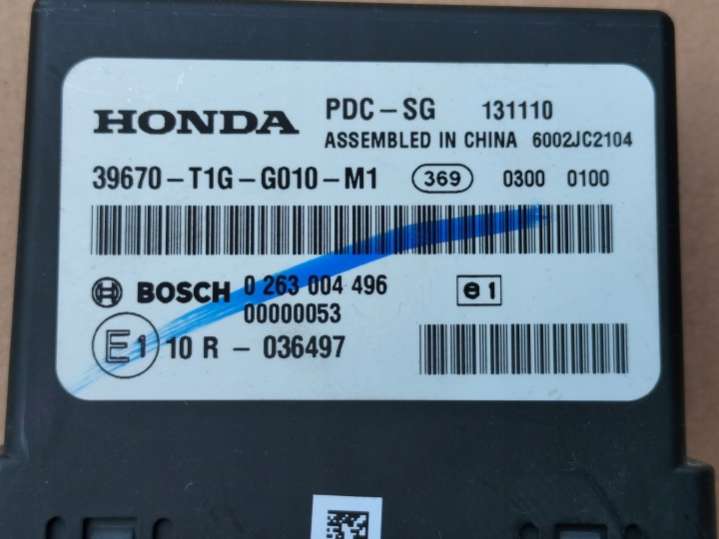 HONDA PDC-SG 131110
ASSEMBLED IN CHINA 6002JC2104
39670-T1G-G010-M1 369 0300 0100
BOSCH 0 263 004 496 e1
00000053
E1 10 R - 036497